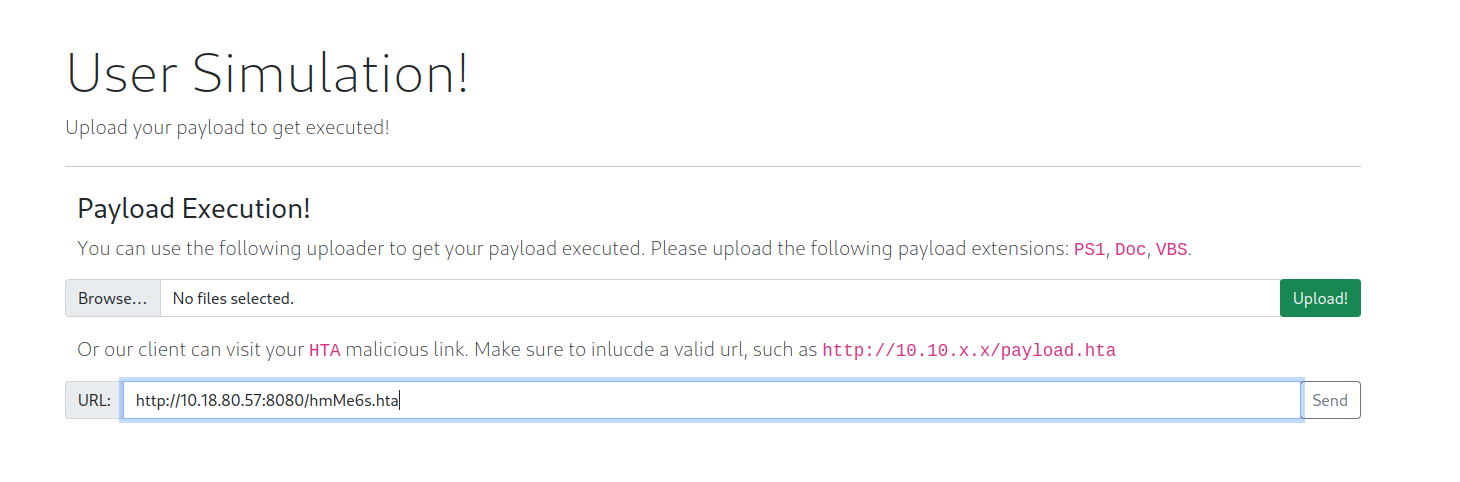 User Simulation!
Upload your payload to get executed!
Payload Execution!
You can use the following uploader to get your payload executed. Please upload the following payload extensions: PS1, Doc, VBS.
Browse... No files selected. Upload!
Or our client can visit your HTA malicious link. Make sure to inlucde a valid url, such as http://10.10.x.x/payload.hta
URL: http://10.18.80.57:8080/hmMe6s.hta Send